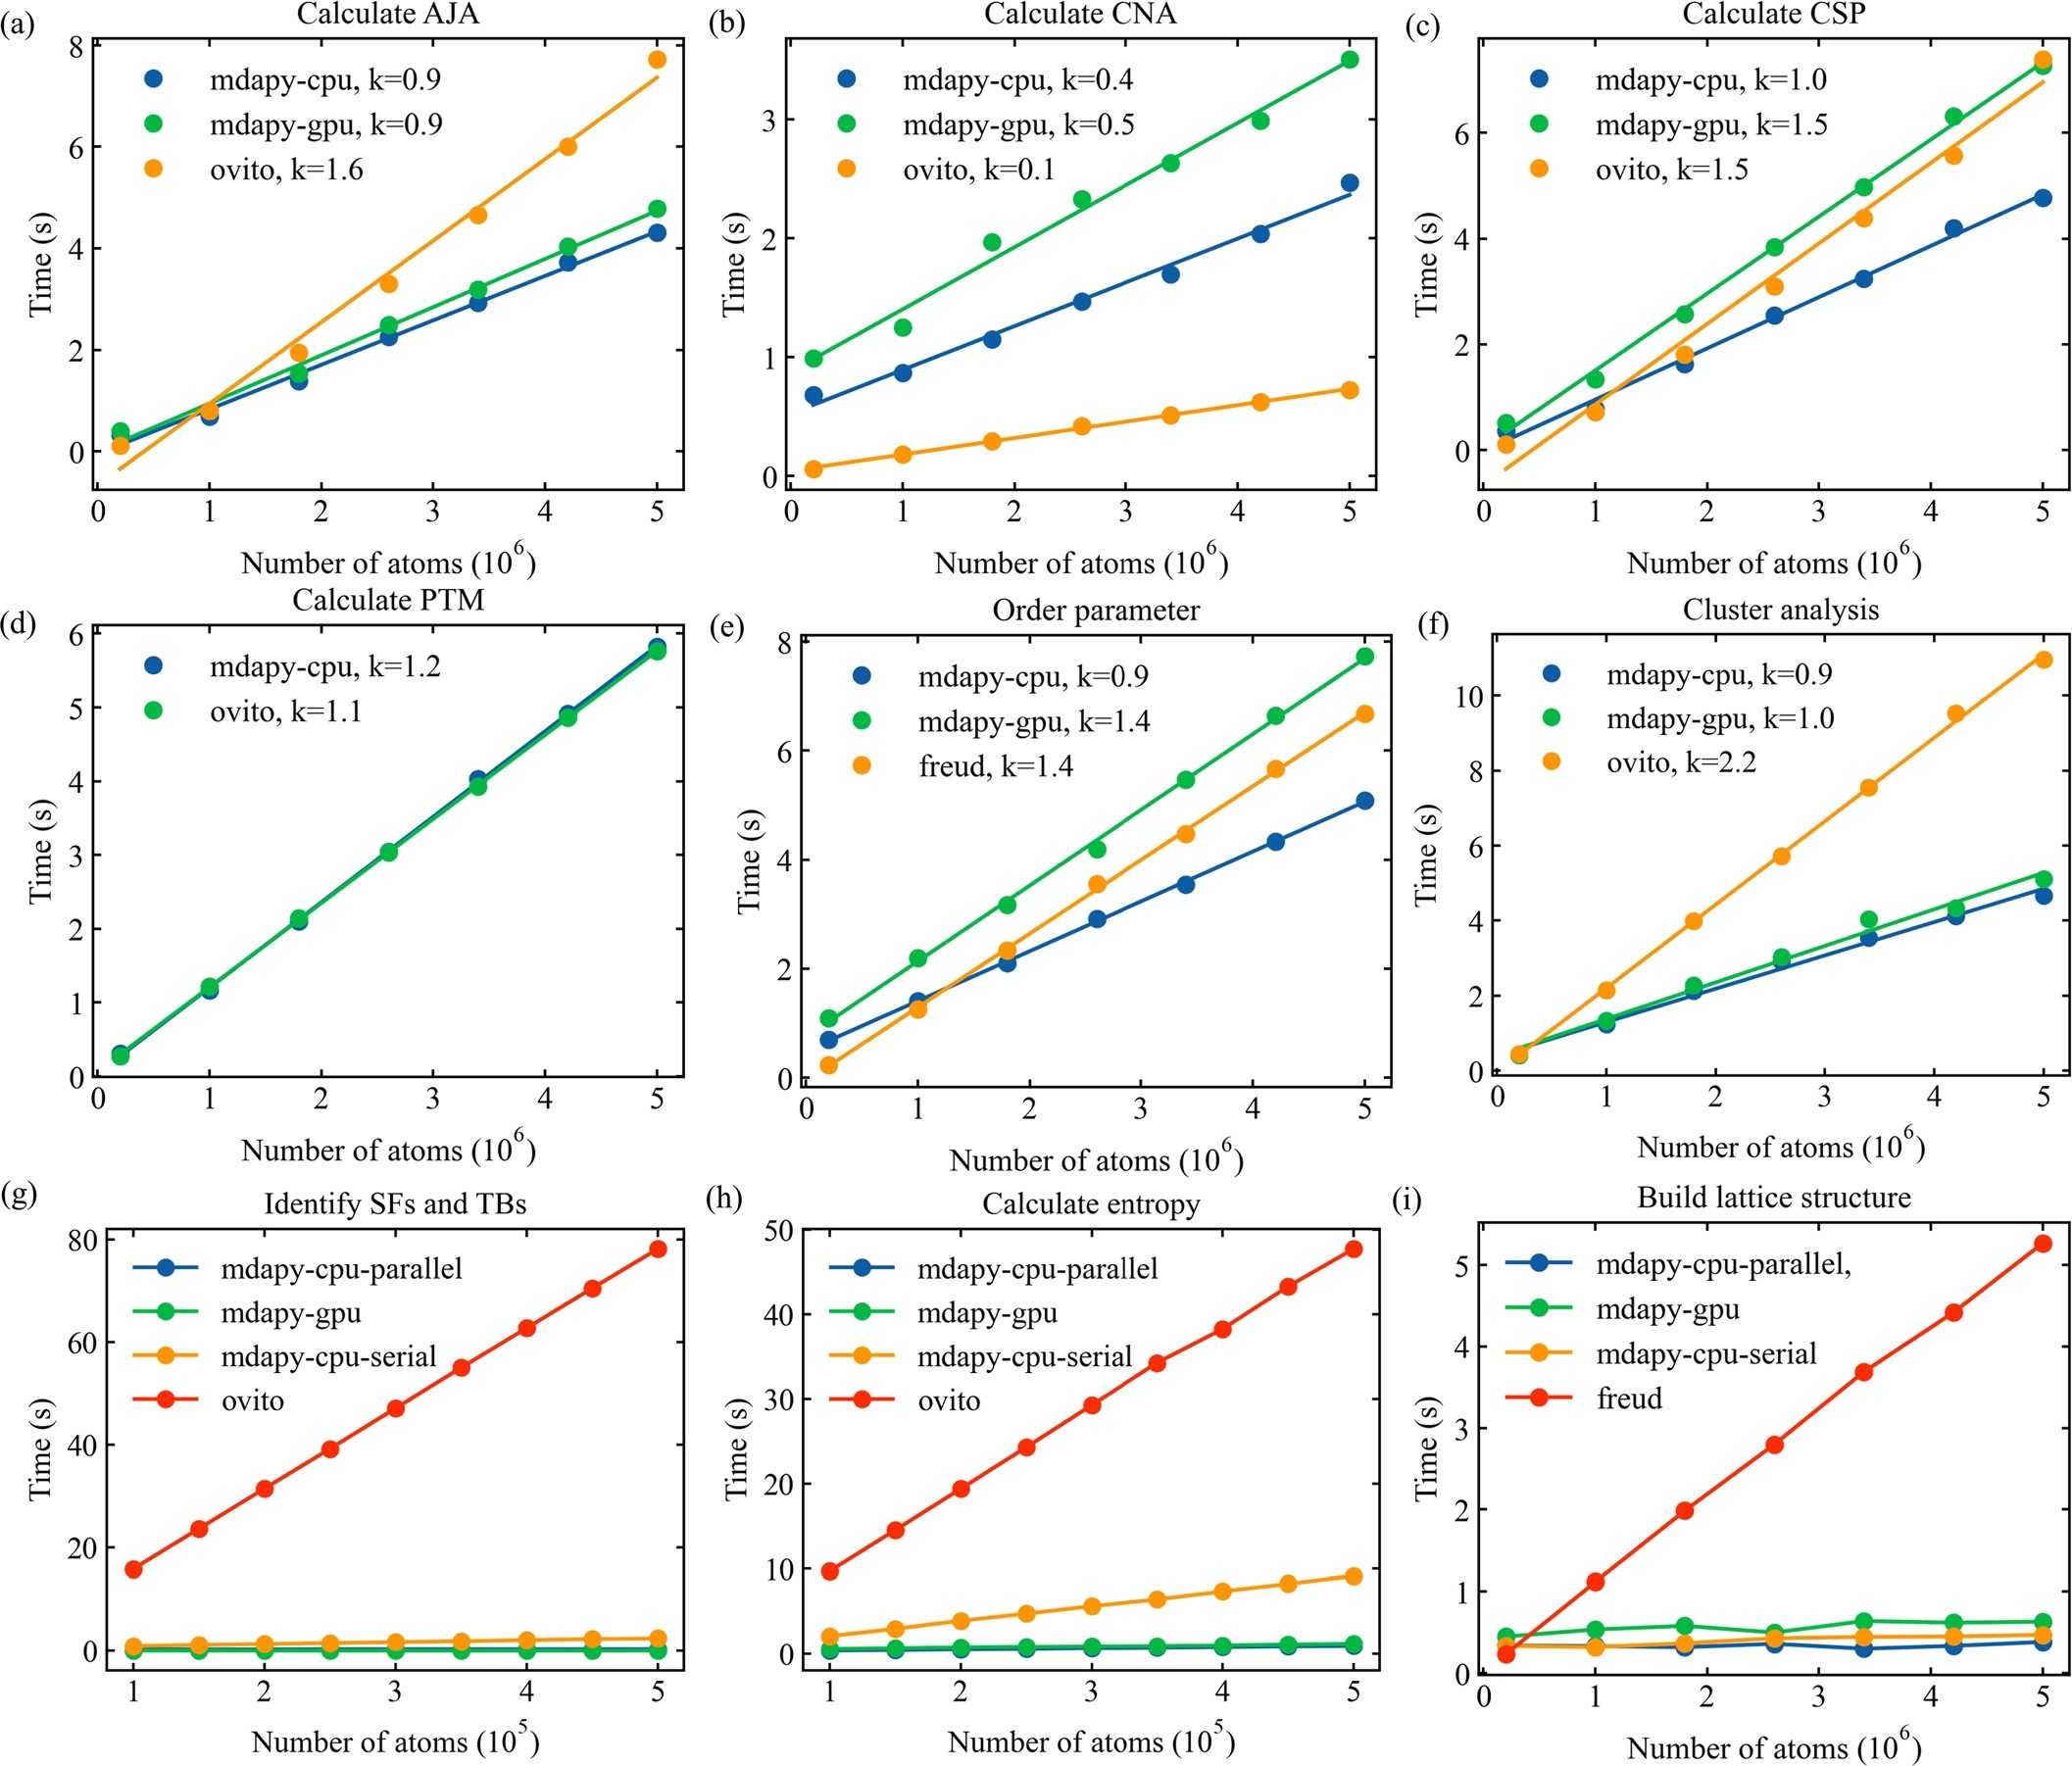 (a)
Calculate AJA
mdapy-cpu, k=0.9
mdapy-gpu, k=0.9
ovito, k=1.6
8
6
4
2
0
Time (s)
0 1 2 3 4 5
Number of atoms (10^6)
(b)
Calculate CNA
mdapy-cpu, k=0.4
mdapy-gpu, k=0.5
ovito, k=0.1
3
2
1
0
Time (s)
0 1 2 3 4 5
Number of atoms (10^6)
(c)
Calculate CSP
mdapy-cpu, k=1.0
mdapy-gpu, k=1.5
ovito, k=1.5
6
4
2
0
Time (s)
0 1 2 3 4 5
Number of atoms (10^6)
(d)
Calculate PTM
mdapy-cpu, k=1.2
ovito, k=1.1
6
5
4
3
2
1
0
Time (s)
0 1 2 3 4 5
Number of atoms (10^6)
(e)
Order parameter
mdapy-cpu, k=0.9
mdapy-gpu, k=1.4
freud, k=1.4
8
6
4
2
0
Time (s)
0 1 2 3 4 5
Number of atoms (10^6)
(f)
Cluster analysis
mdapy-cpu, k=0.9
mdapy-gpu, k=1.0
ovito, k=2.2
10
8
6
4
2
0
Time (s)
0 1 2 3 4 5
Number of atoms (10^6)
(g)
Identify SFs and TBs
mdapy-cpu-parallel
mdapy-gpu
mdapy-cpu-serial
ovito
80
60
40
20
0
Time (s)
1 2 3 4 5
Number of atoms (10^5)
(h)
Calculate entropy
mdapy-cpu-parallel
mdapy-gpu
mdapy-cpu-serial
ovito
50
40
30
20
10
0
Time (s)
1 2 3 4 5
Number of atoms (10^5)
(i)
Build lattice structure
mdapy-cpu-parallel,
mdapy-gpu
mdapy-cpu-serial
freud
5
4
3
2
1
0
Time (s)
0 1 2 3 4 5
Number of atoms (10^6)